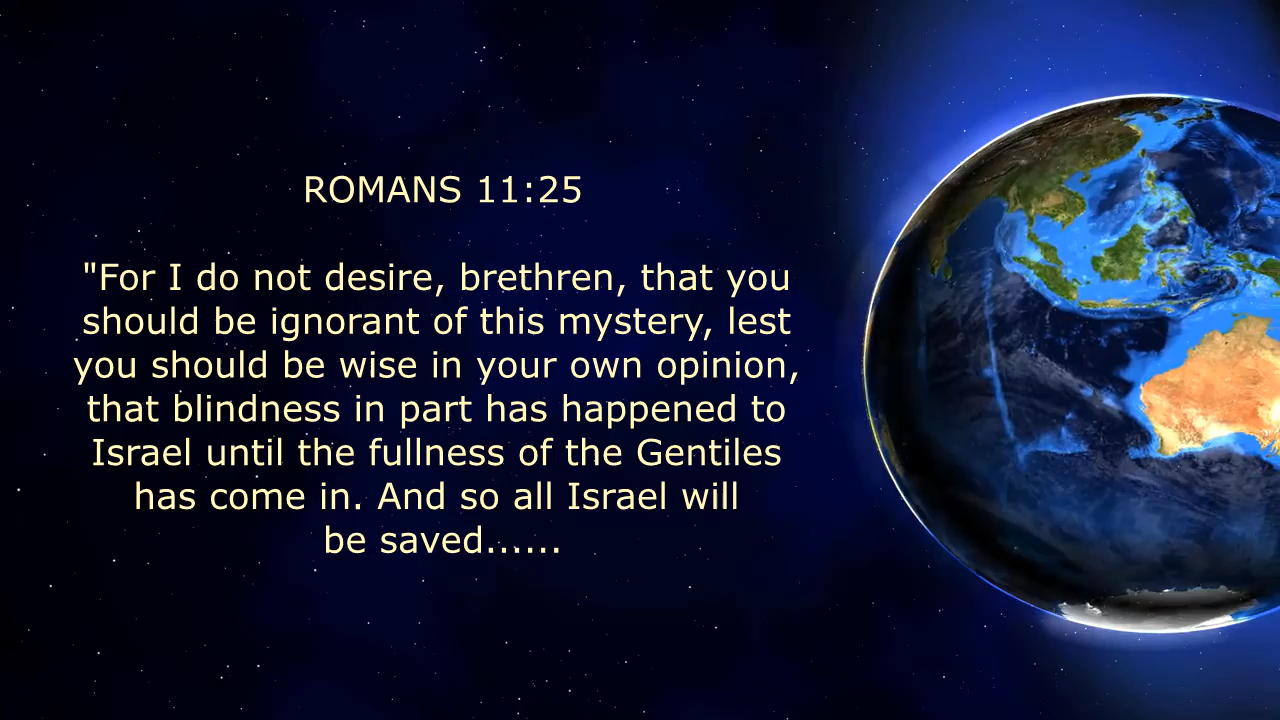 ROMANS 11:25
"For I do not desire, brethren, that you
should be ignorant of this mystery, lest
you should be wise in your own opinion,
that blindness in part has happened to
Israel until the fullness of the Gentiles
has come in. And so all Israel will
be saved......